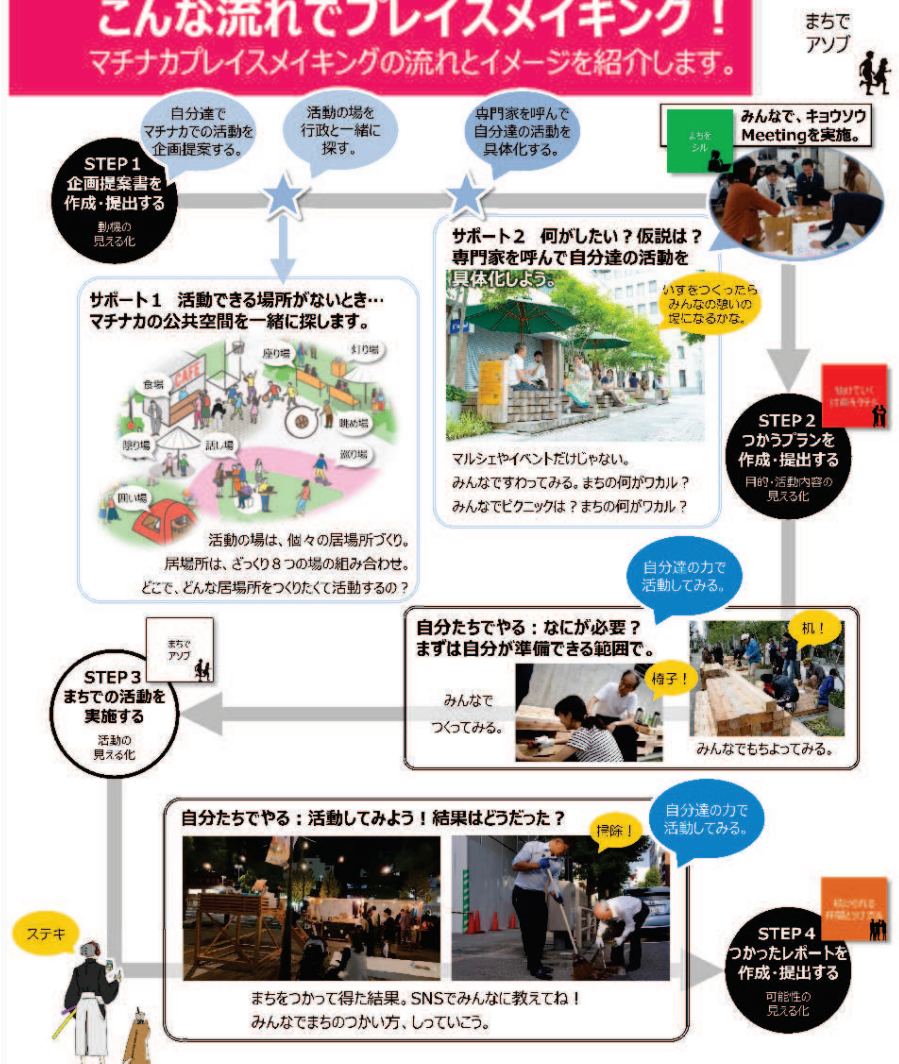 こんな流れでプレイスメイキング！
マチナカプレイスメイキングの流れとイメージを紹介します。
まちで
アソブ
自分達で
マチナカでの活動を
企画提案する。
活動の場を
行政と一緒に
探す。
専門家を呼んで
自分達の活動を
具体化する。
まちを
シル
みんなで、キョウソウ
Meetingを実施。
STEP1
企画提案書を
作成・提出する
動機の
見える化
サポート１　活動できる場所がないとき…
マチナカの公共空間を一緒に探します。
食場
座り場
灯り場
CAFE
眺め場
話し場
巡り場
囲い場
活動の場は、個々の居場所づくり。
居場所は、ざっくり８つの場の組み合わせ。
どこで、どんな居場所をつくりたくて活動するの？
サポート２　何がしたい？仮説は？
専門家を呼んで自分達の活動を
具体化しよう。
いすをつくったら
みんなの憩いの
場になるかな。
マルシェやイベントだけじゃない。
みんなですわってみる。まちの何がワカル？
みんなでピクニックは？まちの何がワカル？
STEP2
つかうプランを
作成・提出する
目的・活動内容の
見える化
自分達の力で
活動してみる。
自分たちでやる：なにが必要？
まずは自分が準備できる範囲で。
みんなで
つくってみる。
椅子！
机！
みんなでもちよってみる。
まちで
アソブ
STEP3
まちでの活動を
実施する
活動の
見える化
自分たちでやる：活動してみよう！結果はどうだった？
掃除！
自分達の力で
活動してみる。
まちをつかって得た結果。SNSでみんなに教えてね！
みんなでまちのつかい方、しっていこう。
ステキ
STEP4
つかったレポートを
作成・提出する
可能性の
見える化